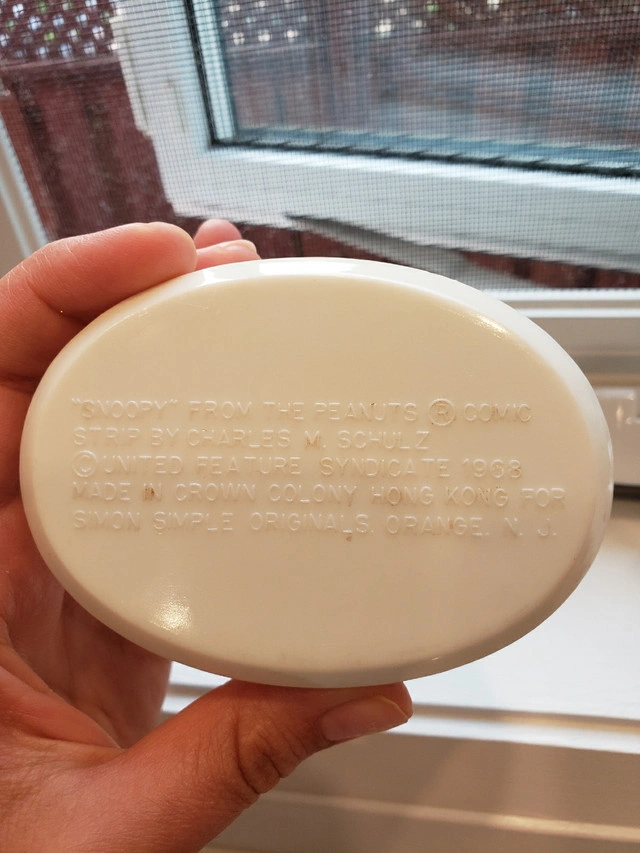 "SNOOPY" FROM THE PEANUTS ® COMIC
STRIP BY CHARLES M. SCHULZ
© UNITED FEATURE SYNDICATE 1968
MADE IN CROWN COLONY HONG KONG FOR
SIMON SIMPLE ORIGINALS, ORANGE, N. J.